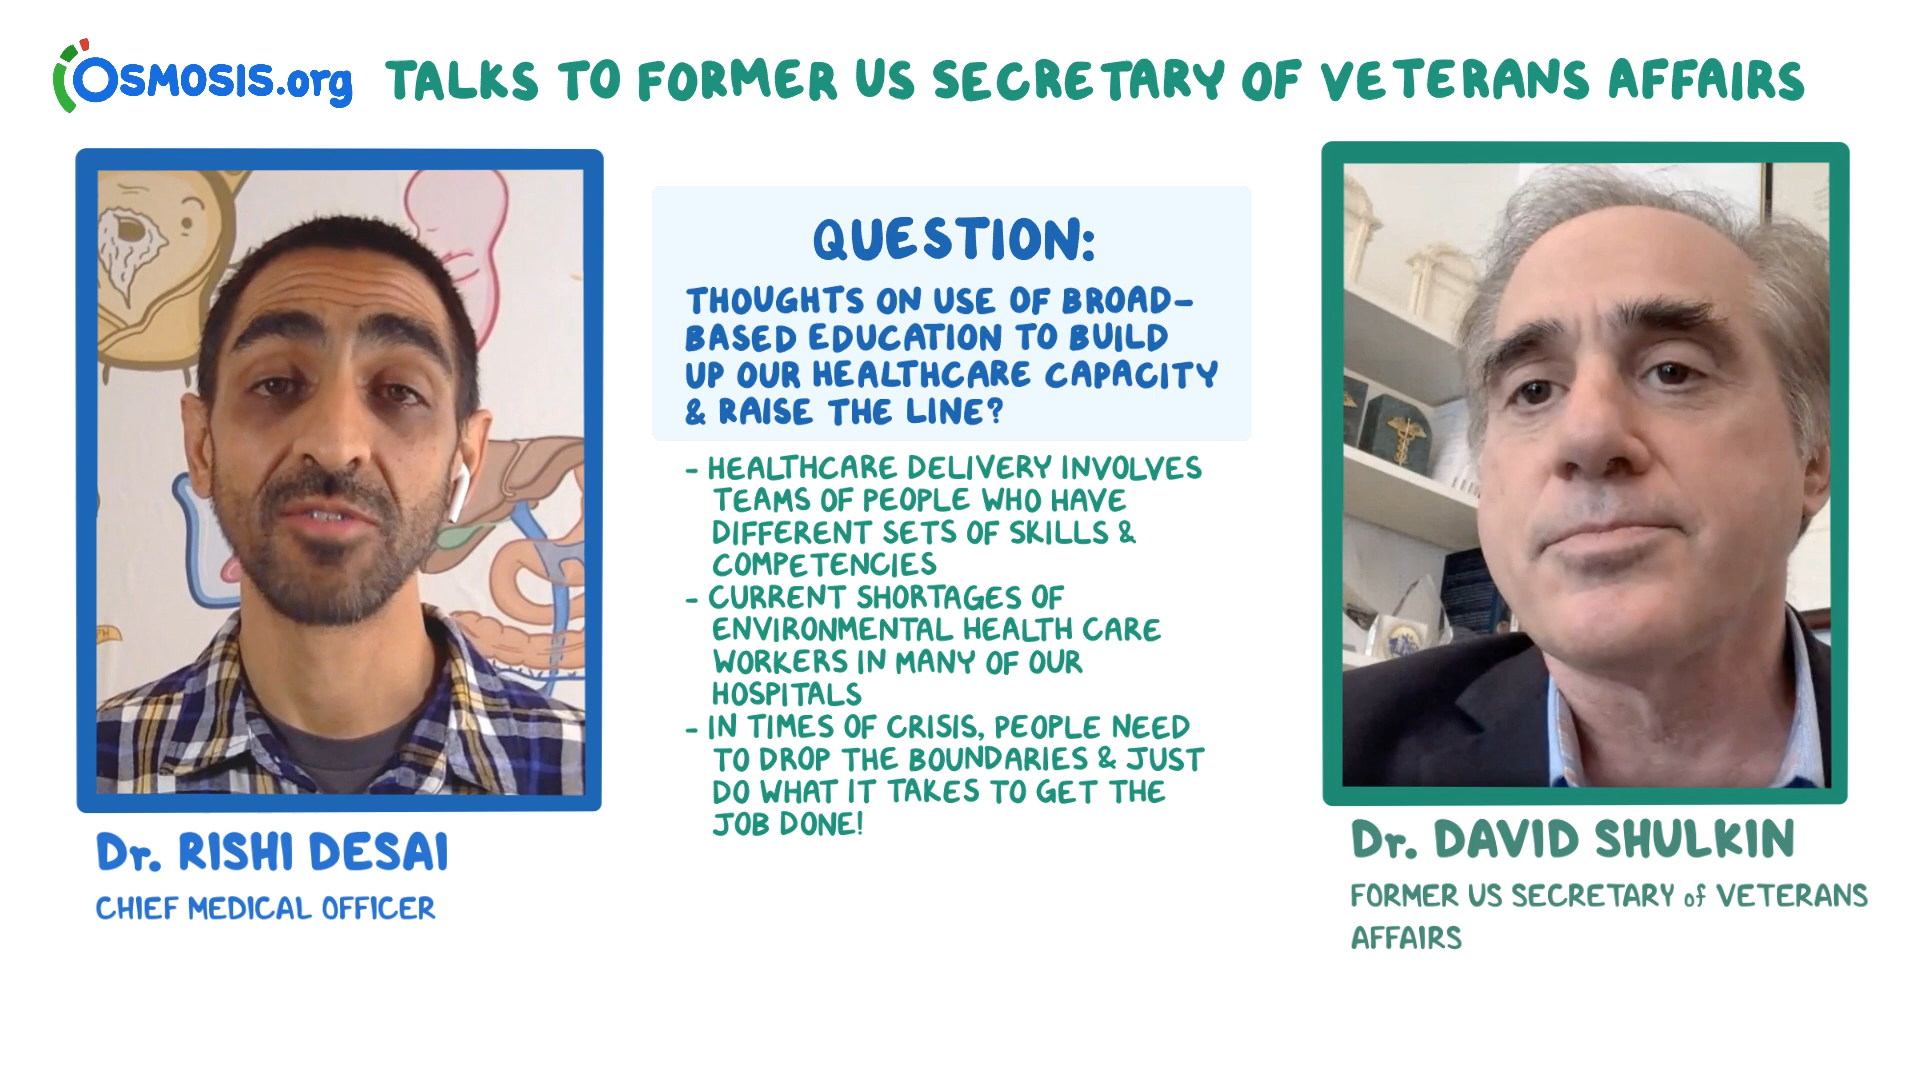 OSMOSIS.org TALKS TO FORMER US SECRETARY OF VETERANS AFFAIRS
QUESTION:
THOUGHTS ON USE OF BROAD-
BASED EDUCATION TO BUILD
UP OUR HEALTHCARE CAPACITY
& RAISE THE LINE?
- HEALTHCARE DELIVERY INVOLVES
TEAMS OF PEOPLE WHO HAVE
DIFFERENT SETS OF SKILLS &
COMPETENCIES
- CURRENT SHORTAGES OF
ENVIRONMENTAL HEALTH CARE
WORKERS IN MANY OF OUR
HOSPITALS
- IN TIMES OF CRISIS, PEOPLE NEED
TO DROP THE BOUNDARIES & JUST
DO WHAT IT TAKES TO GET THE
JOB DONE!
Dr. RISHI DESAI
CHIEF MEDICAL OFFICER
Dr. DAVID SHULKIN
FORMER US SECRETARY of VETERANS
AFFAIRS